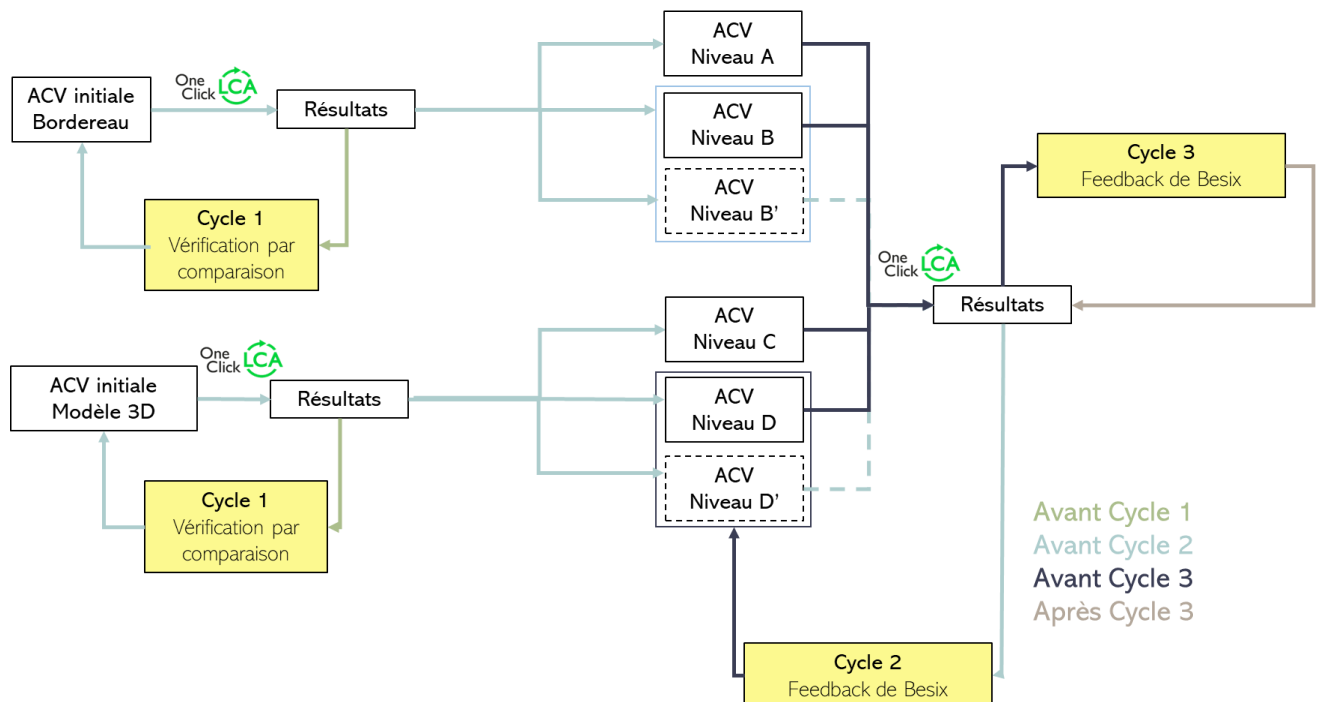 ACV initiale
Bordereau
One
Click LCA
Résultats
Cycle 1
Vérification par
comparaison
ACV
Niveau A
ACV
Niveau B
ACV
Niveau B’
ACV initiale
Modèle 3D
One
Click LCA
Résultats
Cycle 1
Vérification par
comparaison
ACV
Niveau C
ACV
Niveau D
ACV
Niveau D’
One
Click LCA
Résultats
Cycle 3
Feedback de Besix
Cycle 2
Feedback de Besix
Avant Cycle 1
Avant Cycle 2
Avant Cycle 3
Après Cycle 3